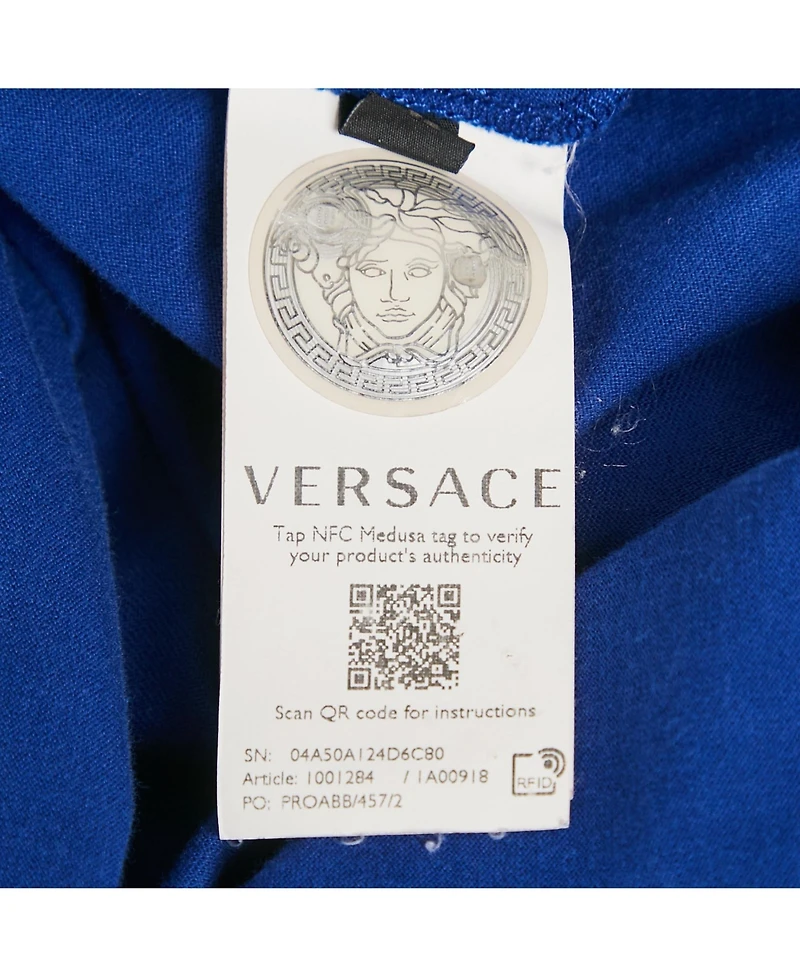 VERSACE
Tap NFC Medusa tag to verify
your product's authenticity
Scan QR code for instructions
SN: 04A50A124D6C80
Article: 1001284 / 1A00918
RFID
PO: PROABB/457/2